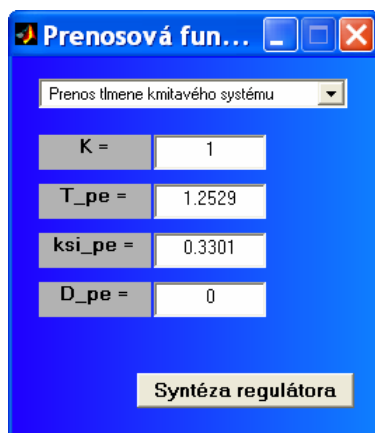 Prenosová fun...
Prenos tlmene kmitavého systému
K = 1
T_pe = 1.2529
ksi_pe = 0.3301
D_pe = 0
Syntéza regulátora